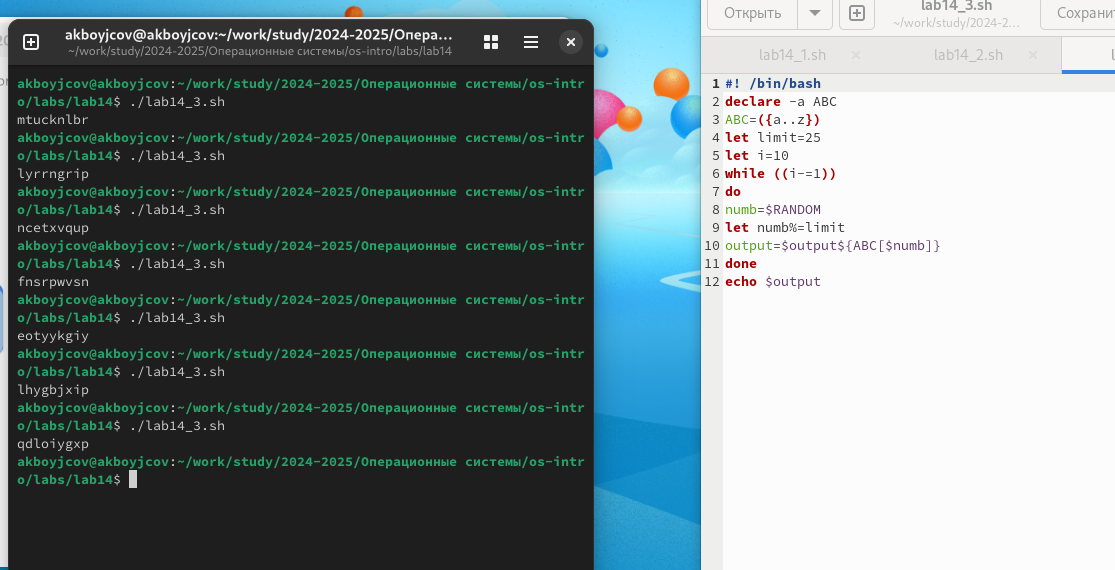 akboyjcov@akboyjcov:~/work/study/2024-2025/Опера...
~/work/study/2024-2025/Операционные системы/os-intro/labs/lab14
akboyjcov@akboyjcov:~/work/study/2024-2025/Операционные системы/os-intr
o/labs/lab14$ ./lab14_3.sh
mtucknlbr
akboyjcov@akboyjcov:~/work/study/2024-2025/Операционные системы/os-intr
o/labs/lab14$ ./lab14_3.sh
lyrrngrip
akboyjcov@akboyjcov:~/work/study/2024-2025/Операционные системы/os-intr
o/labs/lab14$ ./lab14_3.sh
ncetxvqup
akboyjcov@akboyjcov:~/work/study/2024-2025/Операционные системы/os-intr
o/labs/lab14$ ./lab14_3.sh
fnsrpwvsn
akboyjcov@akboyjcov:~/work/study/2024-2025/Операционные системы/os-intr
o/labs/lab14$ ./lab14_3.sh
eotyykgiy
akboyjcov@akboyjcov:~/work/study/2024-2025/Операционные системы/os-intr
o/labs/lab14$ ./lab14_3.sh
lhygbjxip
akboyjcov@akboyjcov:~/work/study/2024-2025/Операционные системы/os-intr
o/labs/lab14$ ./lab14_3.sh
qdloiygxp
akboyjcov@akboyjcov:~/work/study/2024-2025/Операционные системы/os-intr
o/labs/lab14$
Открыть
lab14_3.sh
~/work/study/2024-2...
Сохрани
lab14_1.sh
lab14_2.sh
1 #! /bin/bash
2 declare -a ABC
3 ABC=({a..z})
4 let limit=25
5 let i=10
6 while ((i-=1))
7 do
8 numb=$RANDOM
9 let numb%=limit
10 output=$output${ABC[$numb]}
11 done
12 echo $output